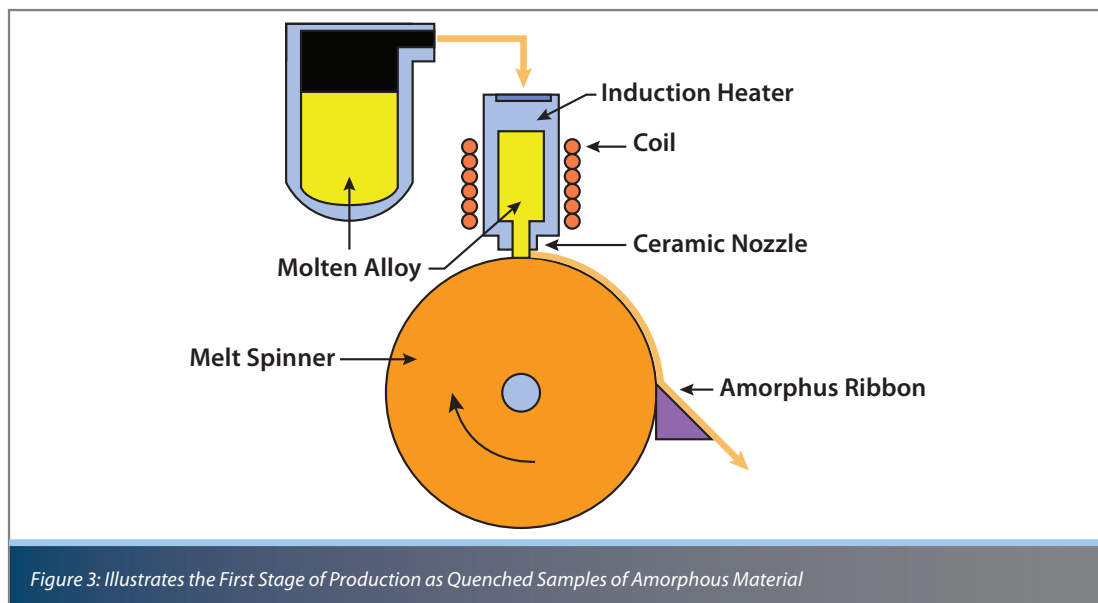 Induction Heater
Coil
Ceramic Nozzle
Molten Alloy
Melt Spinner
Amorphus Ribbon
Figure 3: Illustrates the First Stage of Production as Quenched Samples of Amorphous Material